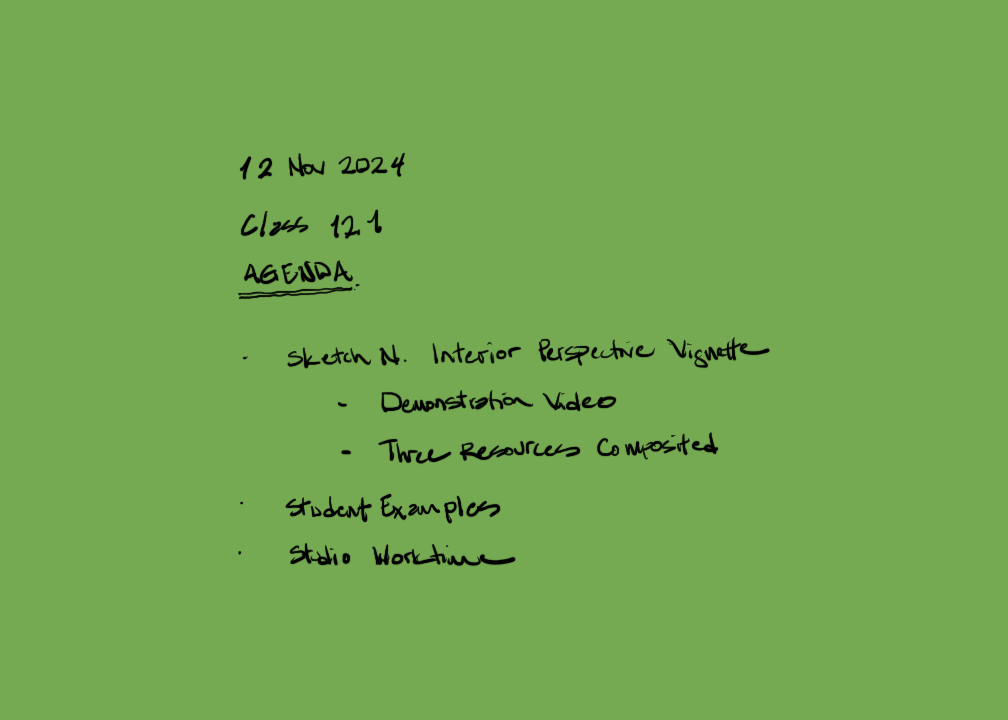 12 Nov 2024
Class 12.1
AGENDA.
· Sketch N. Interior Perspective Vignette
- Demonstration Video
- Three Resources Composited
· Student Examples
· Studio Worktime